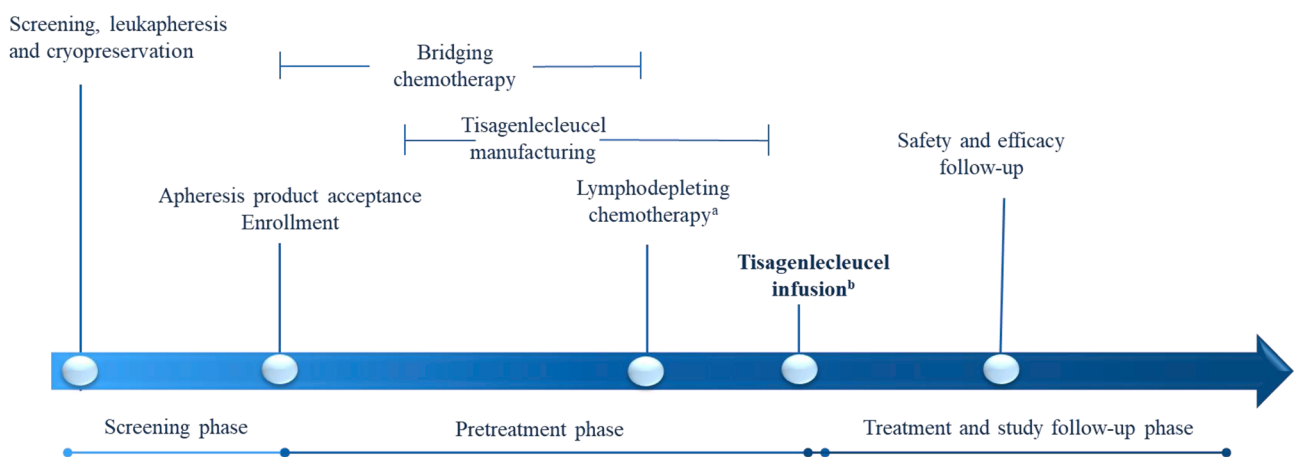 Screening, leukapheresis
and cryopreservation
Bridging
chemotherapy
Tisagenlecleucel
manufacturing
Safety and efficacy
follow-up
Apheresis product acceptance
Enrollment
Lymphodepleting
chemotherapyᵃ
Tisagenlecleucel
infusionᵇ
Screening phase
Pretreatment phase
Treatment and study follow-up phase